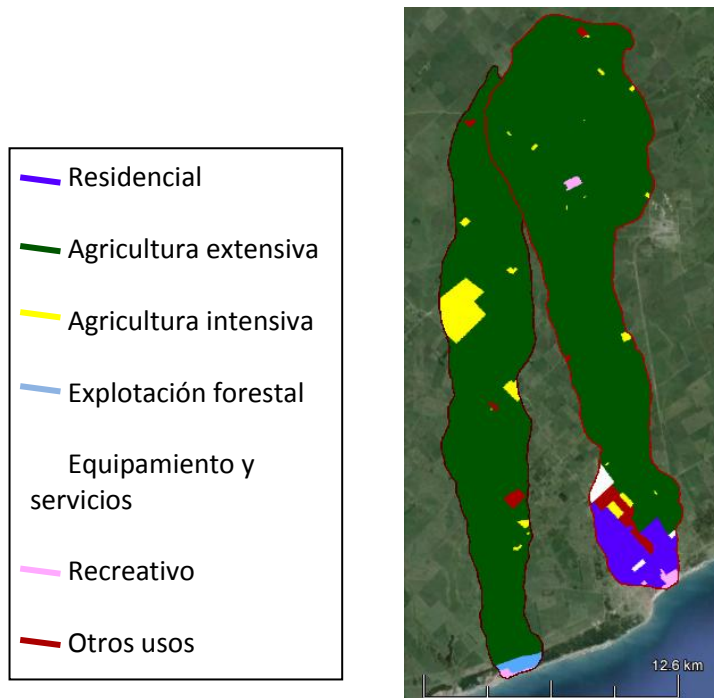 Residencial
Agricultura extensiva
Agricultura intensiva
Explotación forestal
Equipamiento y
servicios
Recreativo
Otros usos
12.6 km